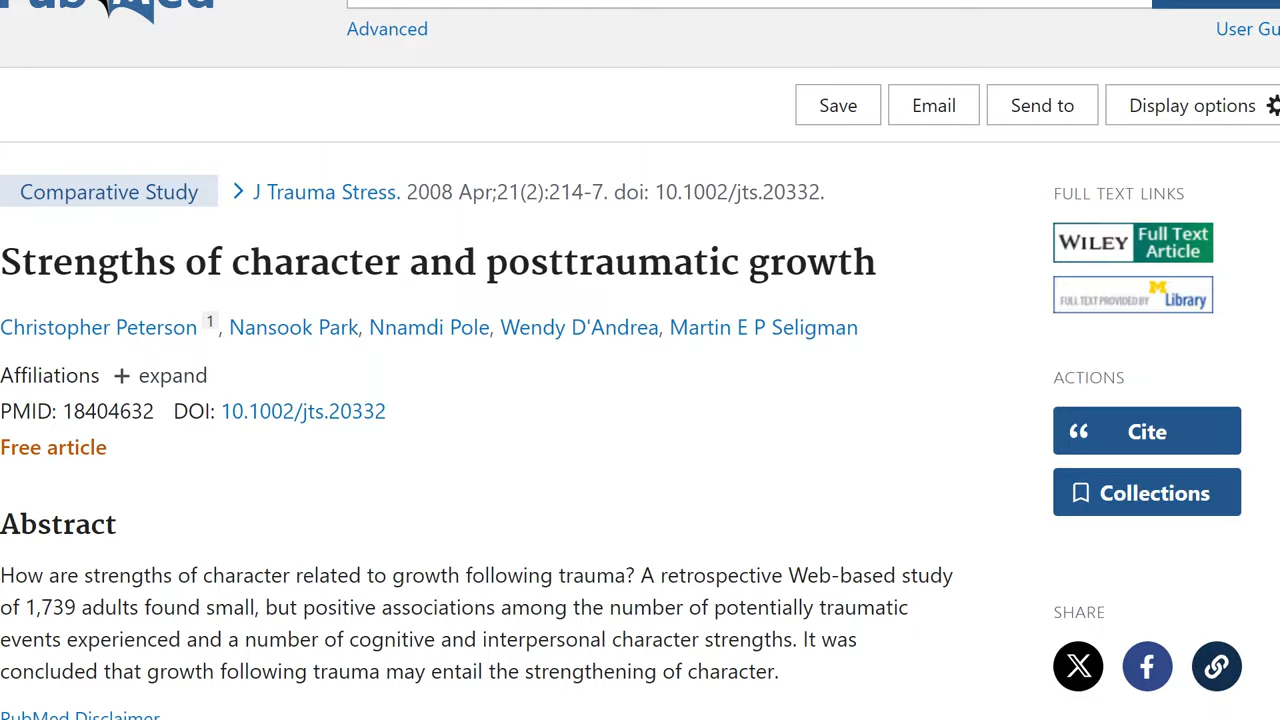 Advanced
User Gu
Save
Email
Send to
Display options
Comparative Study
J Trauma Stress. 2008 Apr;21(2):214-7. doi: 10.1002/jts.20332.
Strengths of character and posttraumatic growth
Christopher Peterson 1, Nansook Park, Nnamdi Pole, Wendy D'Andrea, Martin E P Seligman
Affiliations + expand
PMID: 18404632 DOI: 10.1002/jts.20332
Free article
Abstract
How are strengths of character related to growth following trauma? A retrospective Web-based study
of 1,739 adults found small, but positive associations among the number of potentially traumatic
events experienced and a number of cognitive and interpersonal character strengths. It was
concluded that growth following trauma may entail the strengthening of character.
PubMed Disclaimer
FULL TEXT LINKS
WILEY Full Text
Article
FULL TEXT PROVIDED BY M Library
ACTIONS
Cite
Collections
SHARE